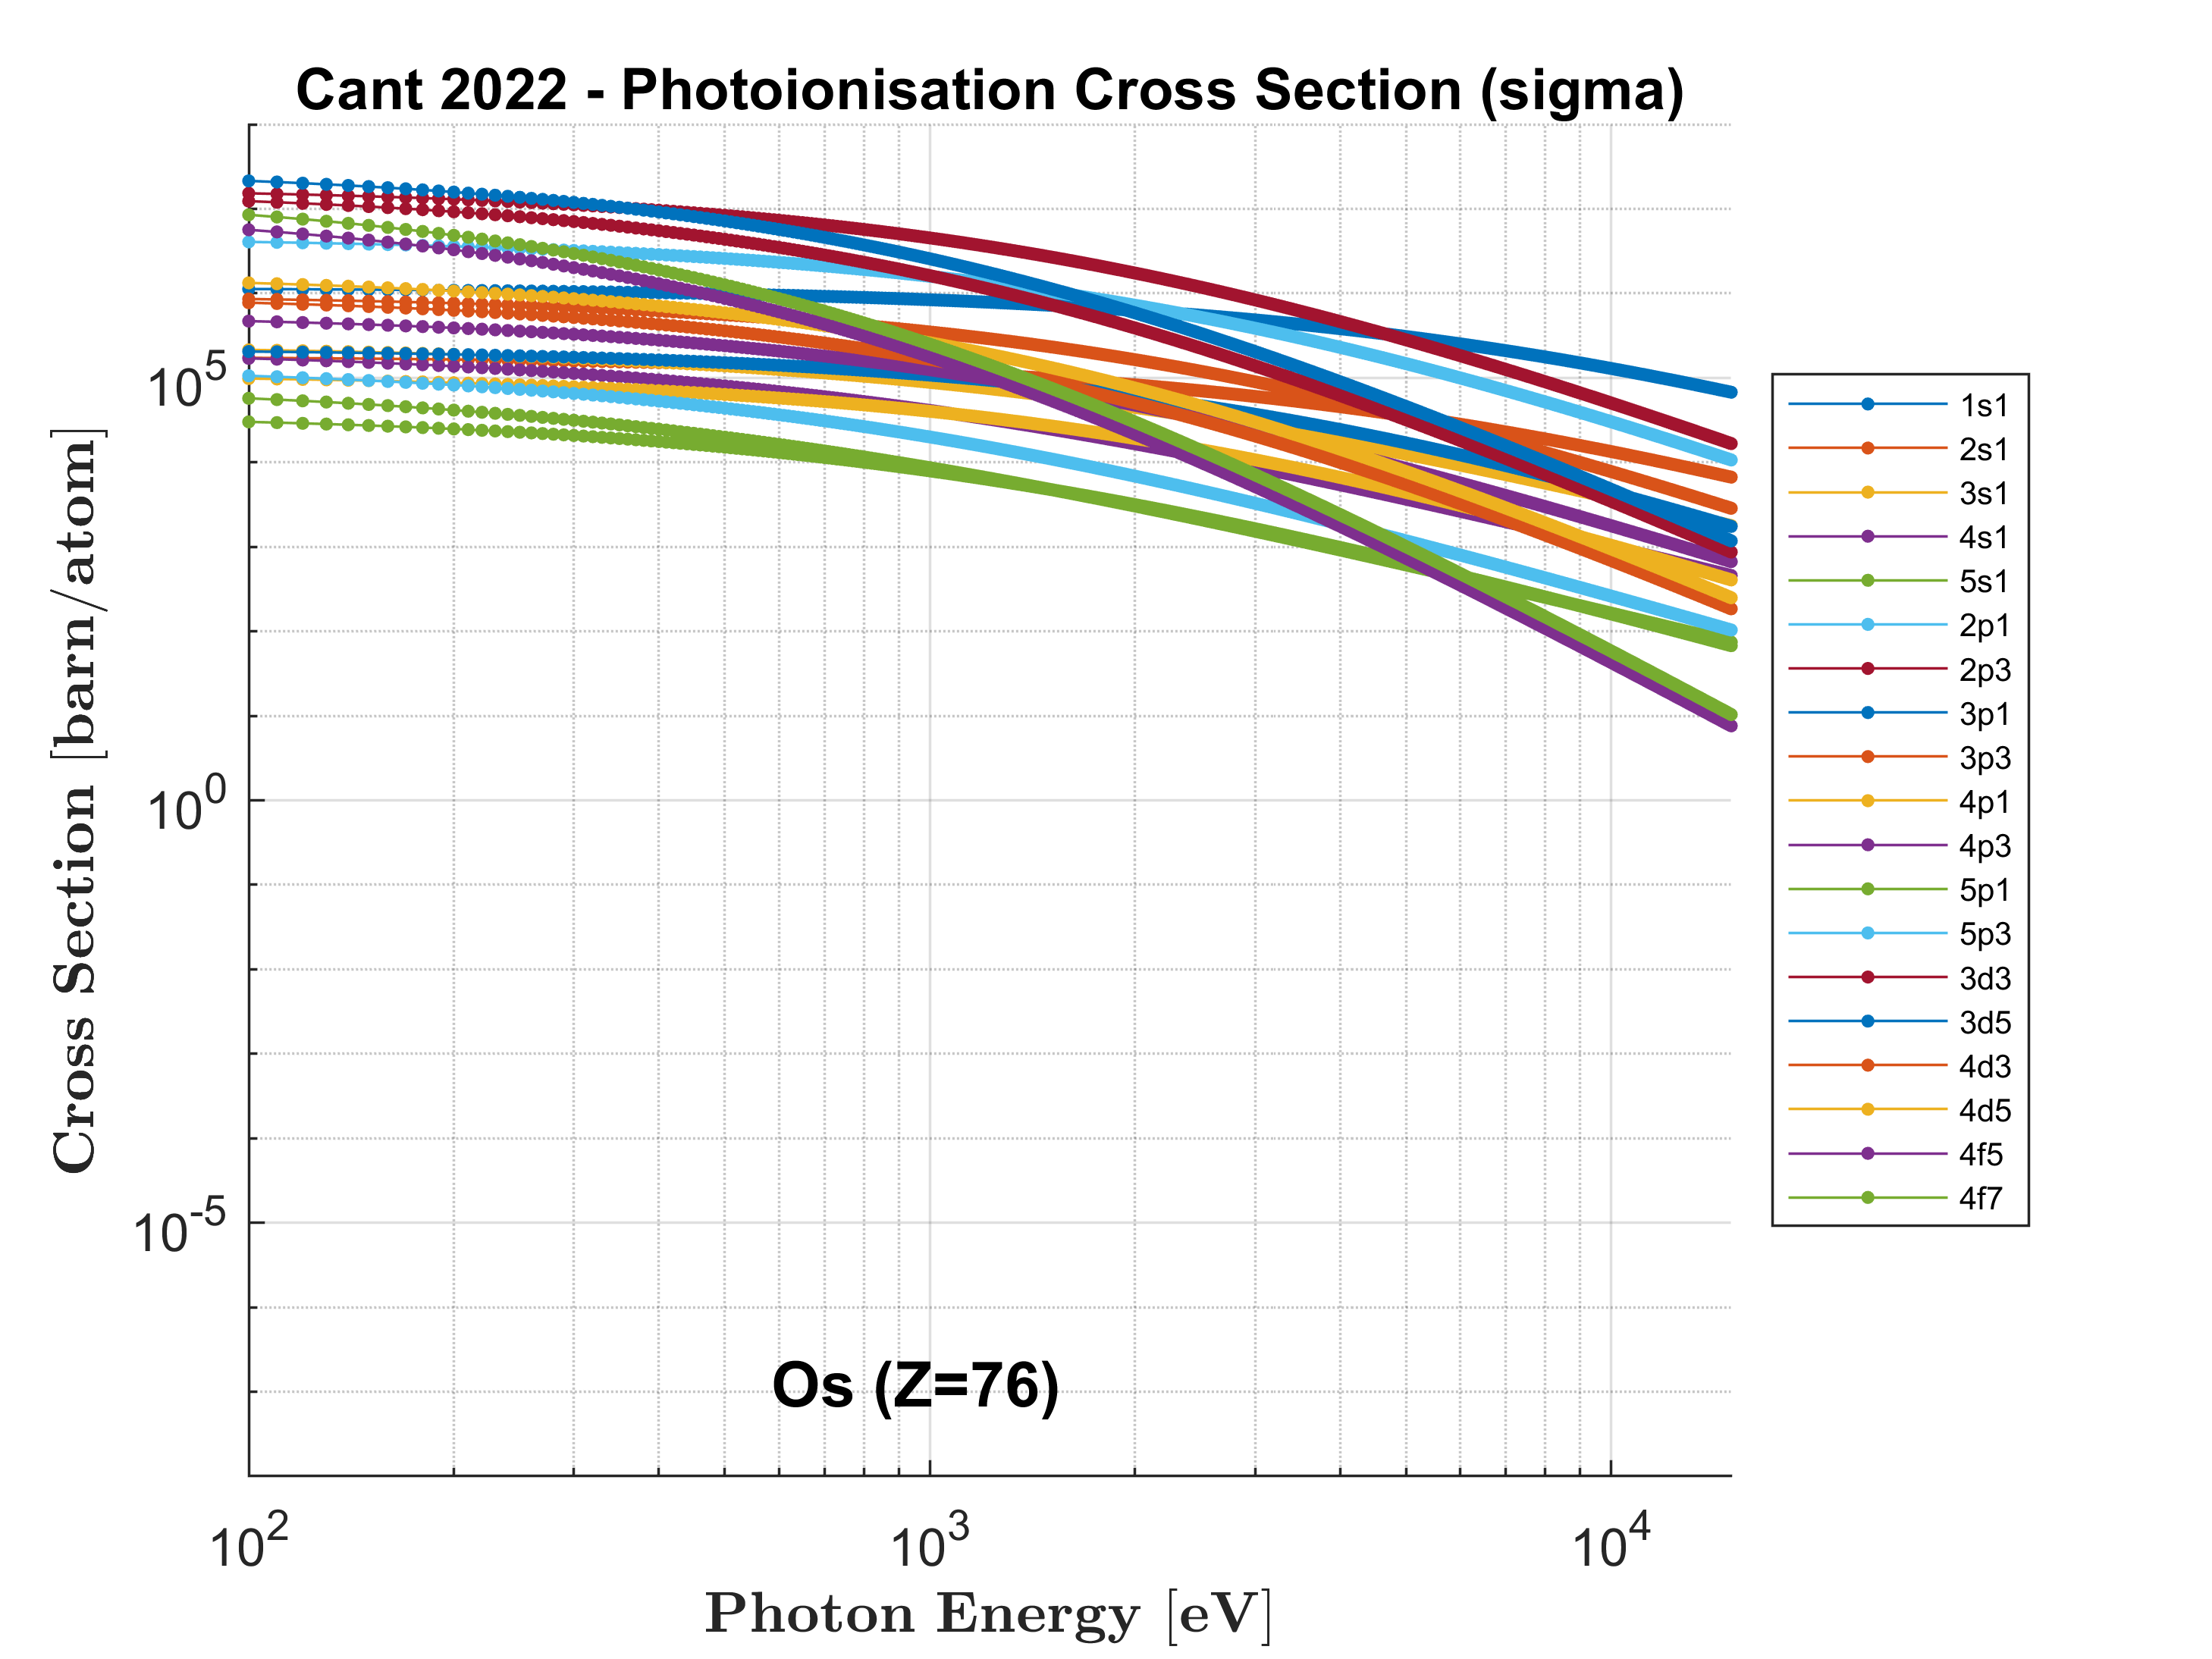 Cant 2022 - Photoionisation Cross Section (sigma)
Cross Section [barn/atom]
10^5
10^0
10^-5
Os (Z=76)
10^2
10^3
10^4
Photon Energy [eV]
1s1
2s1
3s1
4s1
5s1
2p1
2p3
3p1
3p3
4p1
4p3
5p1
5p3
3d3
3d5
4d3
4d5
4f5
4f7